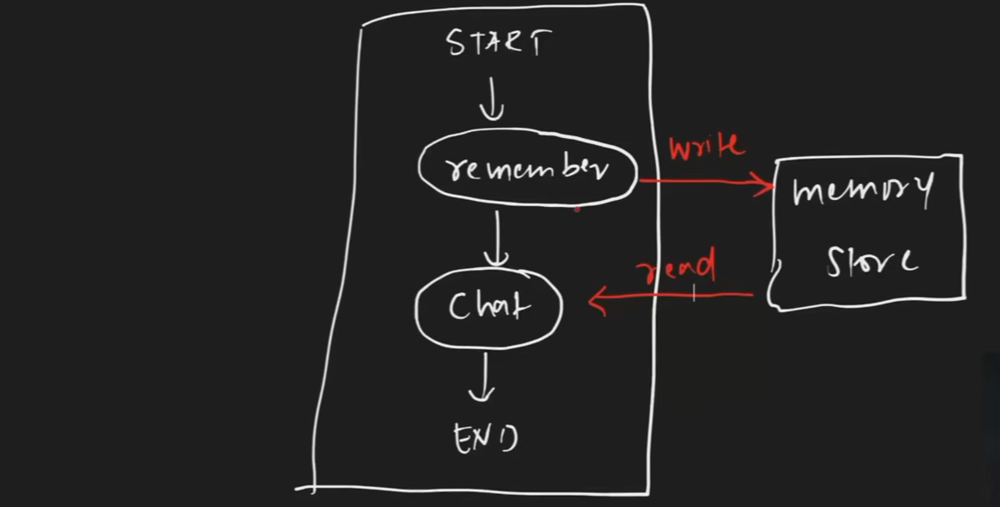 START
remember
write
memory
store
read
Chat
END